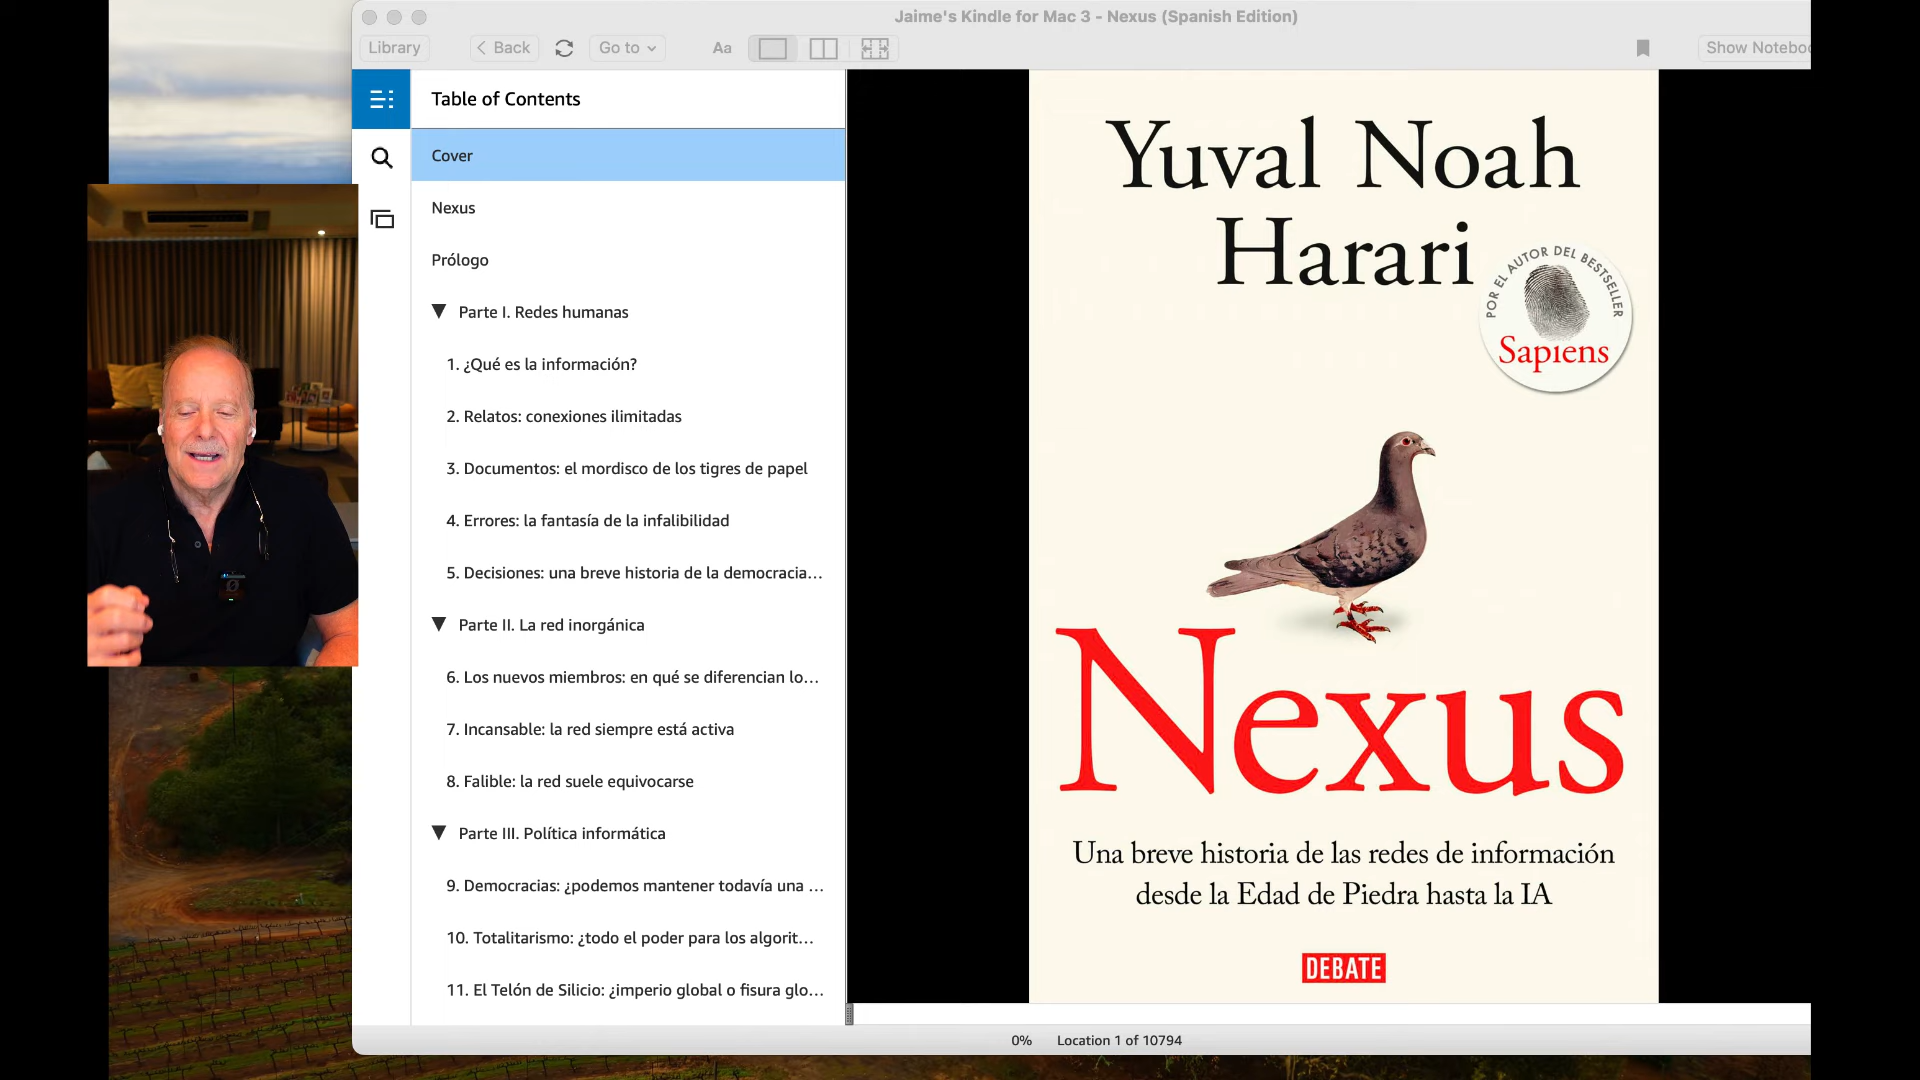 Jaime's Kindle for Mac 3 - Nexus (Spanish Edition)
Library
Back
Go to
Aa
Show Noteboo
Table of Contents
Cover
Nexus
Prólogo
Parte I. Redes humanas
1. ¿Qué es la información?
2. Relatos: conexiones ilimitadas
3. Documentos: el mordisco de los tigres de papel
4. Errores: la fantasía de la infalibilidad
5. Decisiones: una breve historia de la democracia...
Parte II. La red inorgánica
6. Los nuevos miembros: en qué se diferencian lo...
7. Incansable: la red siempre está activa
8. Falible: la red suele equivocarse
Parte III. Política informática
9. Democracias: ¿podemos mantener todavía una ...
10. Totalitarismo: ¿todo el poder para los algorit...
11. El Telón de Silicio: ¿imperio global o fisura glo...
Yuval Noah
Harari
POR EL AUTOR DEL BESTSELLER
Sapiens
Nexus
Una breve historia de las redes de información
desde la Edad de Piedra hasta la IA
DEBATE
0%
Location 1 of 10794